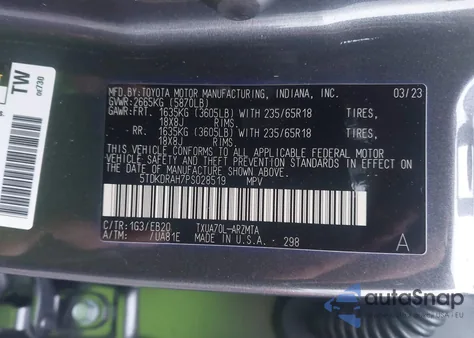 MFD.BY:TOYOTA MOTOR MANUFACTURING, INDIANA, INC. 03/23
GVWR: 2665KG (5870LB)
GAWR:FRT. 1635KG (3605LB) WITH 235/65R18 TIRES,
18X8J RIMS,
RR. 1635KG (3605LB) WITH 235/65R18 TIRES,
18X8J RIMS,
THIS VEHICLE CONFORMS TO ALL APPLICABLE FEDERAL MOTOR
VEHICLE SAFETY AND BUMPER STANDARDS IN EFFECT ON THE
DATE OF MANUFACTURE SHOWN ABOVE.
5TDKDRAH7PS028519 MPV
C/TR:1G3/EB20 TXUA70L-ARZMTA
A/TM: /UA81E MADE IN U.S.A. 298 A
TW
autoSnap